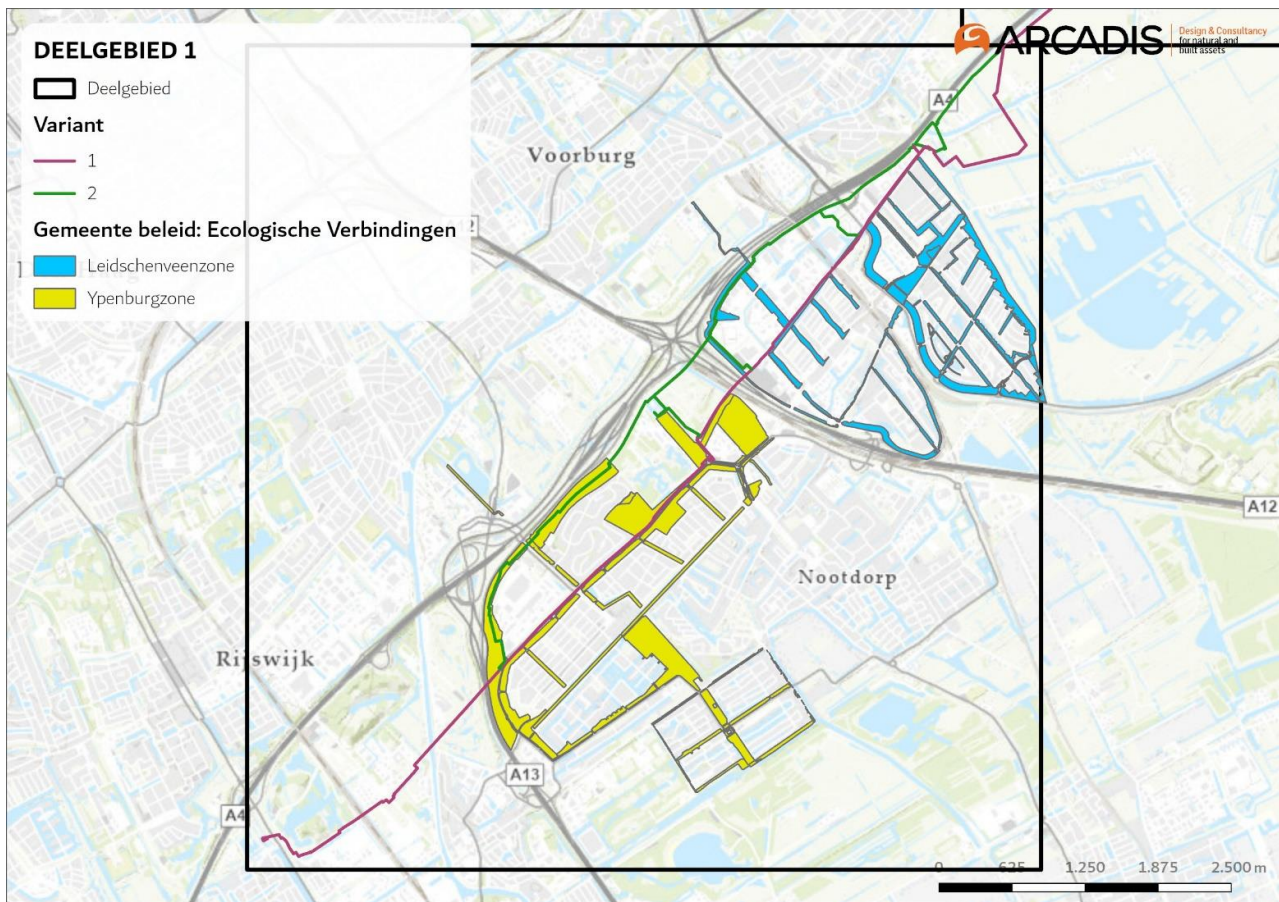 DEELGEBIED 1
Deelgebied
Variant
1
2
Gemeente beleid: Ecologische Verbindingen
Leidschenveenzone
Ypenburgzone
ARCADIS
Design & Consultancy
for natural and
built assets
A4
Voorburg
A12
Nootdorp
Rijswijk
A13
A4
0 625 1.250 1.875 2.500 m